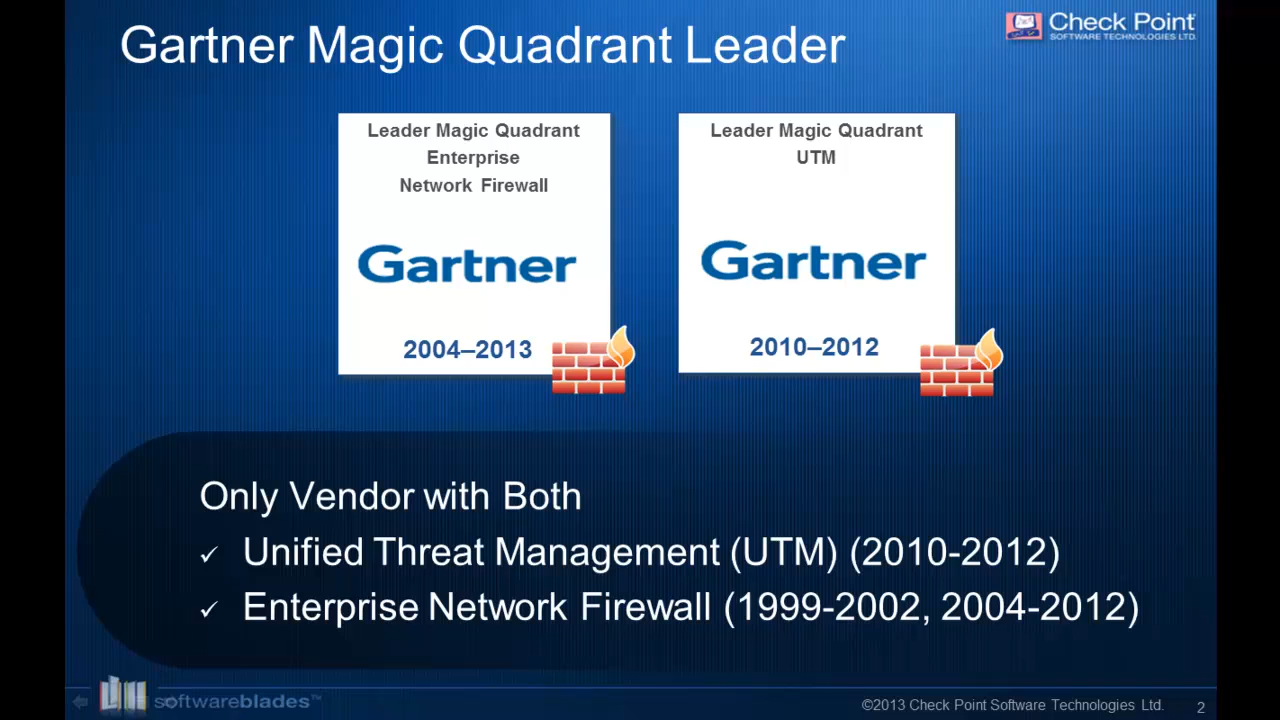 Gartner Magic Quadrant Leader
Check Point
SOFTWARE TECHNOLOGIES LTD.
Leader Magic Quadrant
Enterprise
Network Firewall
Gartner
2004–2013
Leader Magic Quadrant
UTM
Gartner
2010–2012
Only Vendor with Both
✓ Unified Threat Management (UTM) (2010-2012)
✓ Enterprise Network Firewall (1999-2002, 2004-2012)
softwareblades™
©2013 Check Point Software Technologies Ltd.
2